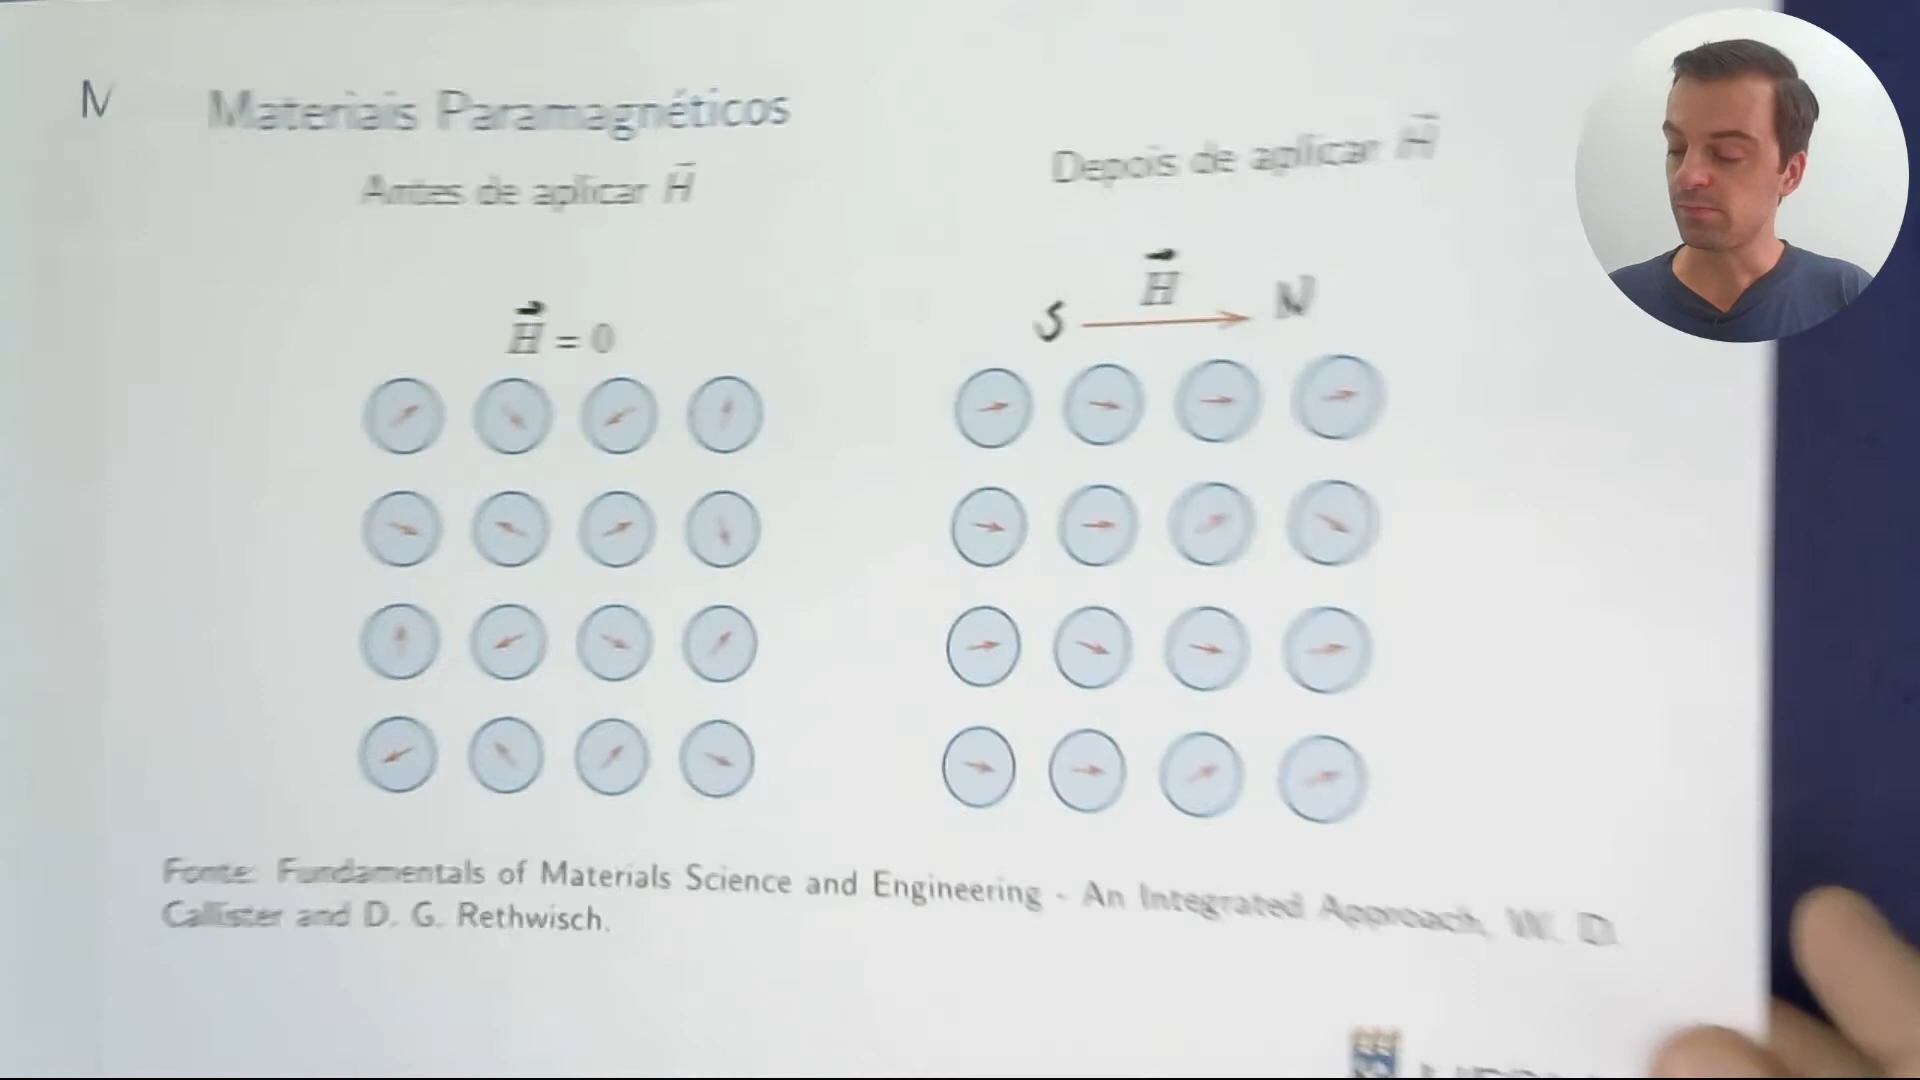 M
Materiais Paramagnéticos
Antes de aplicar H⃗
Depois de aplicar H⃗
H⃗ = 0
S H⃗ N
Fonte: Fundamentals of Materials Science and Engineering - An Integrated Approach, W. D.
Callister and D. G. Rethwisch.